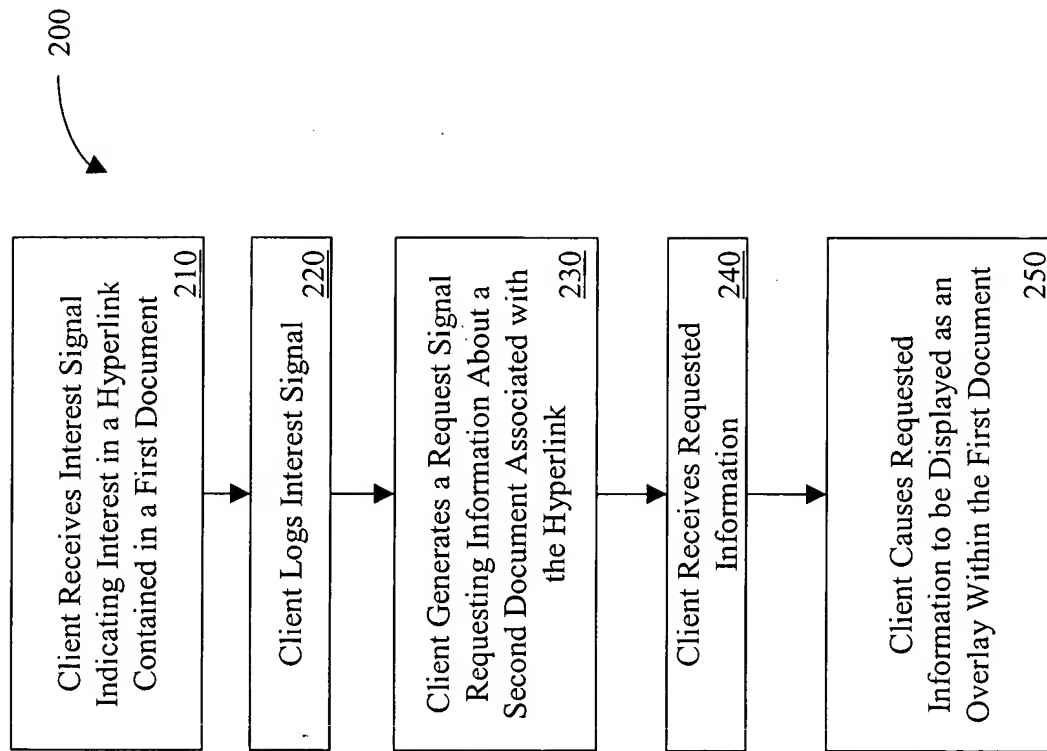 200
Client Receives Interest Signal
Indicating Interest in a Hyperlink
Contained in a First Document
210
Client Logs Interest Signal
220
Client Generates a Request Signal
Requesting Information About a
Second Document Associated with
the Hyperlink
230
Client Receives Requested
Information
240
Client Causes Requested
Information to be Displayed as an
Overlay Within the First Document
250